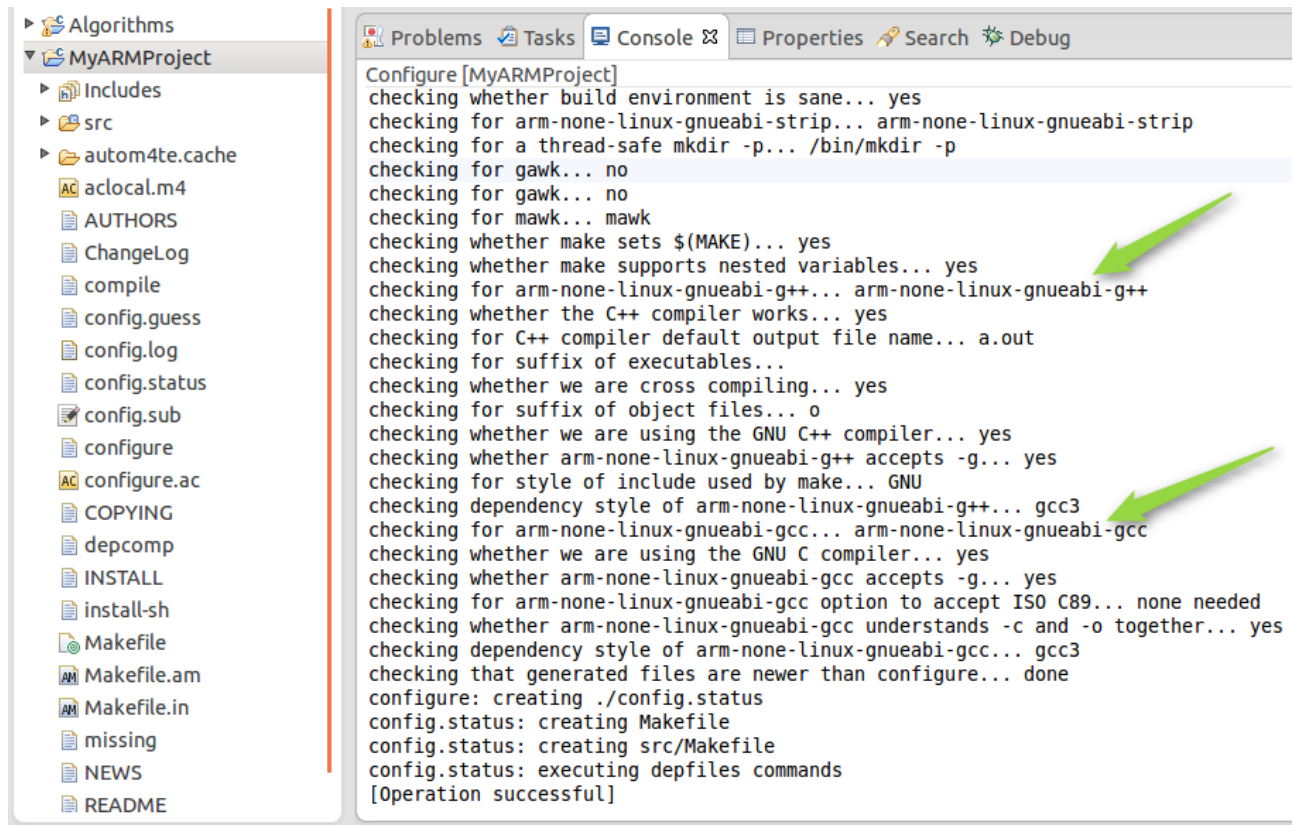 Algorithms
MyARMProject
Includes
src
autom4te.cache
aclocal.m4
AUTHORS
ChangeLog
compile
config.guess
config.log
config.status
config.sub
configure
configure.ac
COPYING
depcomp
INSTALL
install-sh
Makefile
Makefile.am
Makefile.in
missing
NEWS
README
Problems Tasks Console Properties Search Debug
Configure [MyARMProject]
checking whether build environment is sane... yes
checking for arm-none-linux-gnueabi-strip... arm-none-linux-gnueabi-strip
checking for a thread-safe mkdir -p... /bin/mkdir -p
checking for gawk... no
checking for gawk... no
checking for mawk... mawk
checking whether make sets $(MAKE)... yes
checking whether make supports nested variables... yes
checking for arm-none-linux-gnueabi-g++... arm-none-linux-gnueabi-g++
checking whether the C++ compiler works... yes
checking for C++ compiler default output file name... a.out
checking for suffix of executables...
checking whether we are cross compiling... yes
checking for suffix of object files... o
checking whether we are using the GNU C++ compiler... yes
checking whether arm-none-linux-gnueabi-g++ accepts -g... yes
checking for style of include used by make... GNU
checking dependency style of arm-none-linux-gnueabi-g++... gcc3
checking for arm-none-linux-gnueabi-gcc... arm-none-linux-gnueabi-gcc
checking whether we are using the GNU C compiler... yes
checking whether arm-none-linux-gnueabi-gcc accepts -g... yes
checking for arm-none-linux-gnueabi-gcc option to accept ISO C89... none needed
checking whether arm-none-linux-gnueabi-gcc understands -c and -o together... yes
checking dependency style of arm-none-linux-gnueabi-gcc... gcc3
checking that generated files are newer than configure... done
configure: creating ./config.status
config.status: creating Makefile
config.status: creating src/Makefile
config.status: executing depfiles commands
[Operation successful]